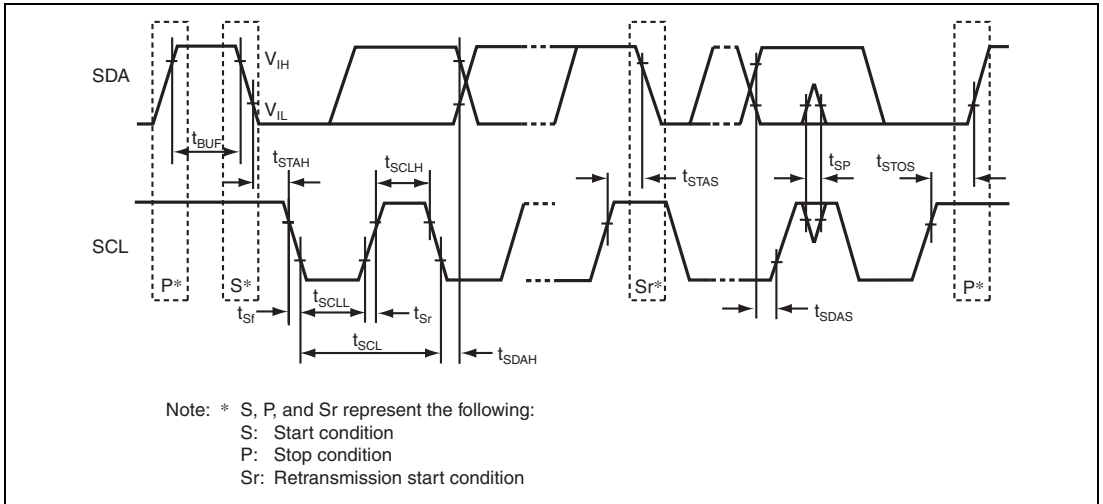 SDA
V_IH
V_IL
t_BUF
t_STAH
t_SCLH
t_STAS
t_SP
t_STOS
SCL
P*
S*
Sr*
P*
t_Sf
t_SCLL
t_Sr
t_SDAS
t_SCL
t_SDAH
Note: * S, P, and Sr represent the following:
S: Start condition
P: Stop condition
Sr: Retransmission start condition